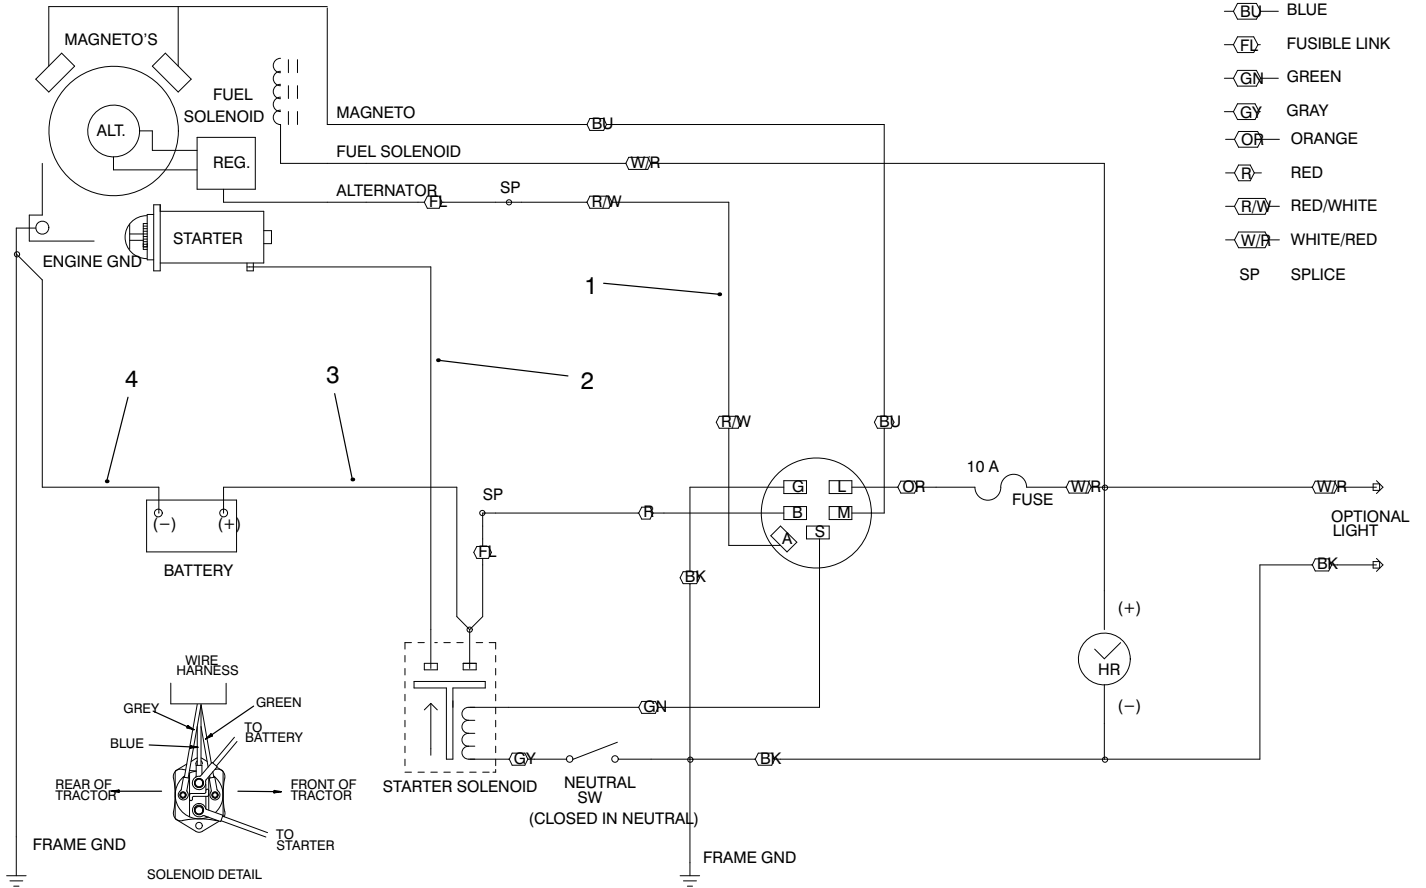 MAGNETO'S
ALT.
REG.
FUEL
SOLENOID
MAGNETO
BU
FUEL SOLENOID
W/R
ALTERNATOR
FL
SP
R/W
STARTER
ENGINE GND
1
2
3
4
BU BLUE
FL FUSIBLE LINK
GN GREEN
GY GRAY
OR ORANGE
R RED
R/W RED/WHITE
W/R WHITE/RED
SP SPLICE
R/W
BU
(−)
(+)
BATTERY
SP
R
FL
G
L
B
M
A
S
OR
10 A
FUSE
W/R
W/R
OPTIONAL
LIGHT
BK
BK
(+)
HR
(−)
GN
GY
BK
STARTER SOLENOID
NEUTRAL
SW
(CLOSED IN NEUTRAL)
FRAME GND
WIRE
HARNESS
GREY
GREEN
BLUE
TO
BATTERY
REAR OF
TRACTOR
FRONT OF
TRACTOR
TO
STARTER
FRAME GND
SOLENOID DETAIL